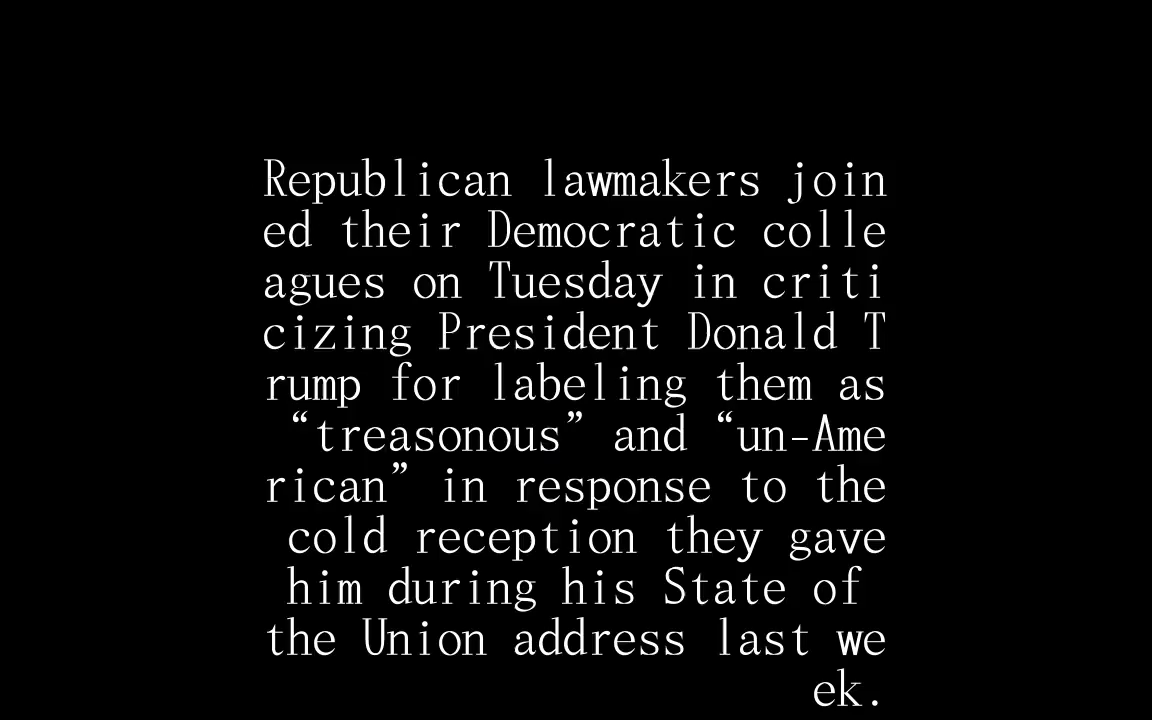 Republican lawmakers join
ed their Democratic colle
agues on Tuesday in criti
cizing President Donald T
rump for labeling them as
“treasonous” and “un-Ame
rican” in response to the
cold reception they gave
him during his State of
the Union address last we
ek.